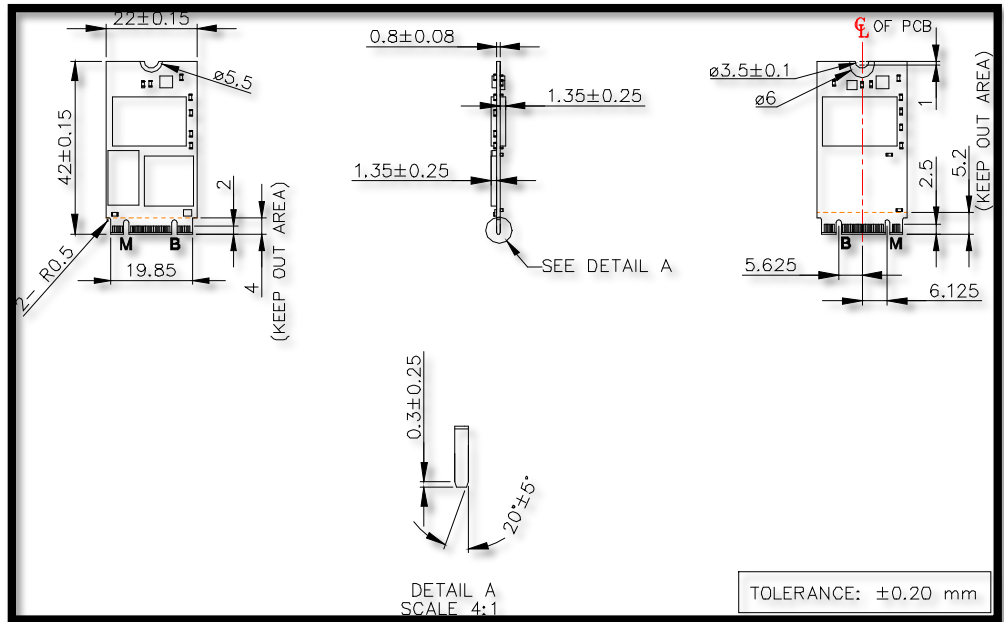 22±0.15
ø5.5
42±0.15
2
M
B
19.85
4
(KEEP OUT AREA)
2- R0.5
0.8±0.08
1.35±0.25
1.35±0.25
SEE DETAIL A
℄ OF PCB
ø3.5±0.1
ø6
1
(KEEP OUT AREA)
5.2
2.5
B
M
5.625
6.125
0.3±0.25
20°±5°
DETAIL A
SCALE 4:1
TOLERANCE: ±0.20 mm